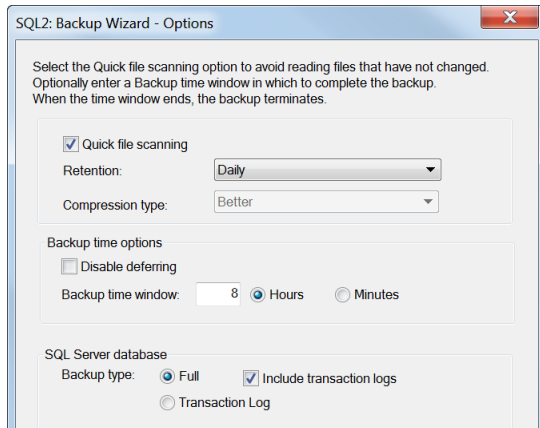 SQL2: Backup Wizard - Options
Select the Quick file scanning option to avoid reading files that have not changed.
Optionally enter a Backup time window in which to complete the backup.
When the time window ends, the backup terminates.
Quick file scanning
Retention: Daily
Compression type: Better
Backup time options
Disable deferring
Backup time window: 8 Hours Minutes
SQL Server database
Backup type: Full Include transaction logs
Transaction Log